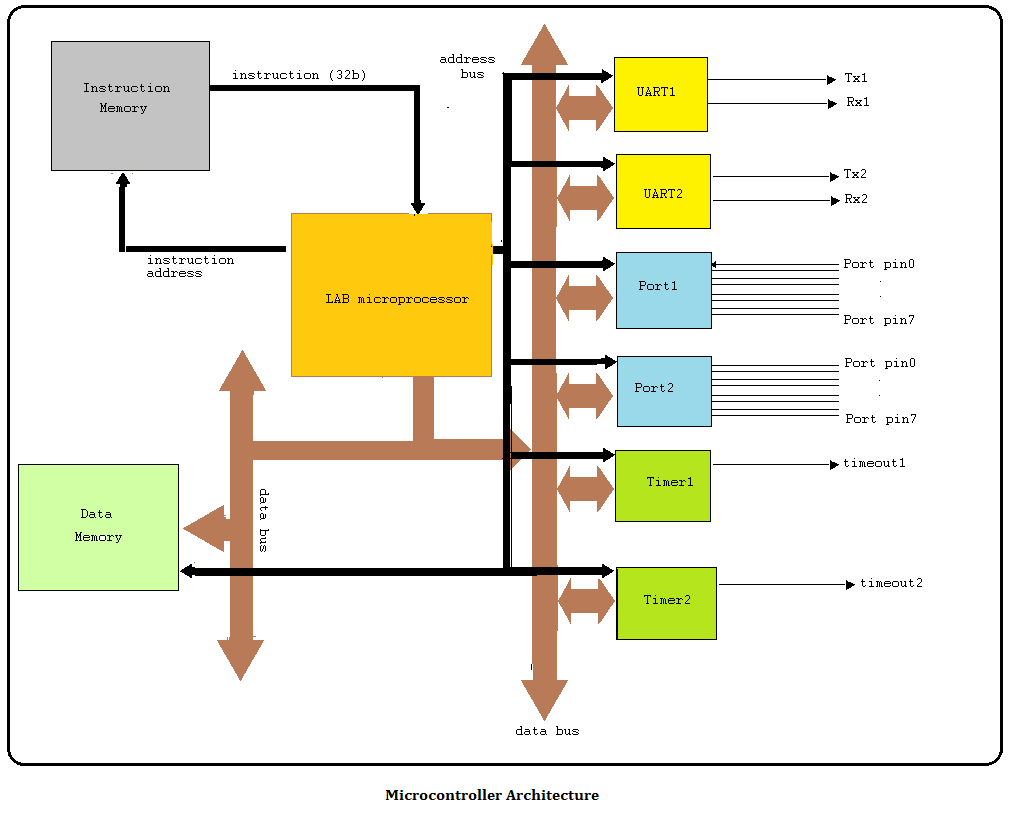 Instruction
Memory
instruction (32b)
address
bus
UART1
Tx1
Rx1
UART2
Tx2
Rx2
instruction
address
LAB microprocessor
Port1
Port pin0
Port pin7
Port2
Port pin0
Port pin7
Timer1
timeout1
Data
Memory
data bus
Timer2
timeout2
data bus
Microcontroller Architecture